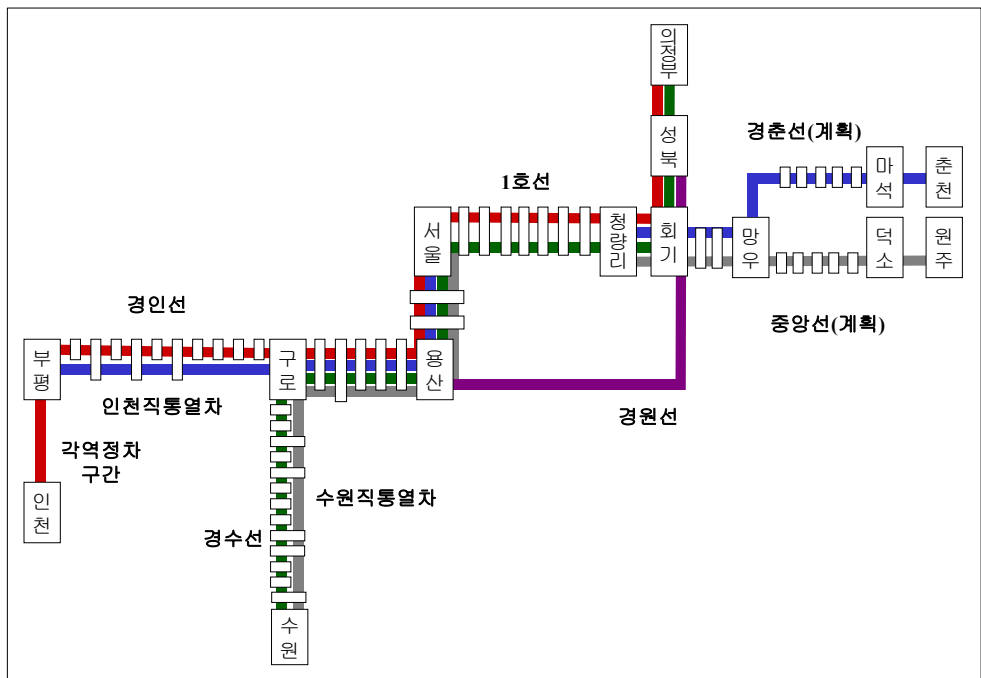 의정부
성북
경춘선(계획)
마석
춘천
1호선
서울
청량리
회기
망우
덕소
원주
경인선
중앙선(계획)
부평
구로
용산
인천직통열차
경원선
각역정차
구간
수원직통열차
인천
경수선
수원